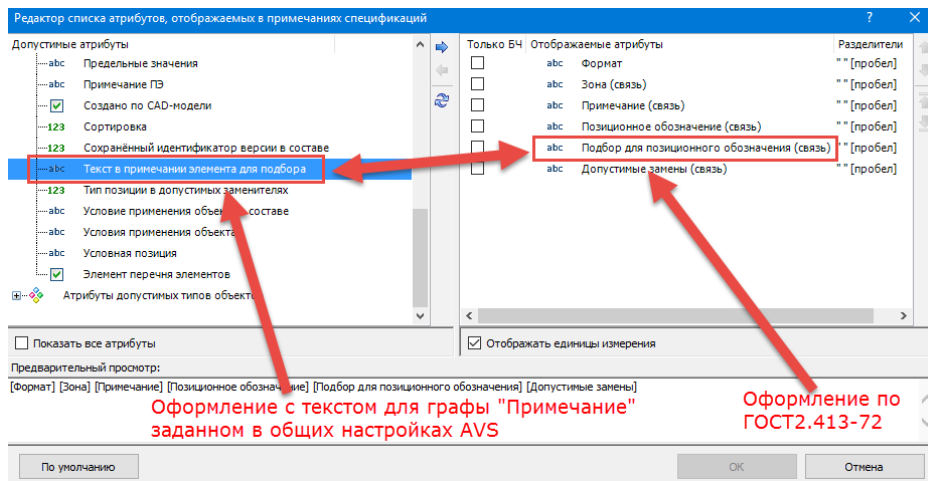 Редактор списка атрибутов, отображаемых в примечаниях спецификаций ? ×
Допустимые атрибуты
abc Предельные значения
abc Примечание ПЭ
Создано по CAD-модели
123 Сортировка
123 Сохранённый идентификатор версии в составе
abc Текст в примечании элемента для подбора
123 Тип позиции в допустимых заменителях
abc Условие применения объекта в составе
abc Условия применения объекта
abc Условная позиция
Элемент перечня элементов
Атрибуты допустимых типов объекто
Только БЧ Отображаемые атрибуты Разделители
abc Формат " " [пробел]
abc Зона (связь) " " [пробел]
abc Примечание (связь) " " [пробел]
abc Позиционное обозначение (связь) " " [пробел]
abc Подбор для позиционного обозначения (связь) " " [пробел]
abc Допустимые замены (связь) " " [пробел]
Показать все атрибуты
Отображать единицы измерения
Предварительный просмотр:
[Формат] [Зона] [Примечание] [Позиционное обозначение] [Подбор для позиционного обозначения] [Допустимые замены]
Оформление с текстом для графы "Примечание"
заданном в общих настройках AVS
Оформление по
ГОСТ2.413-72
По умолчанию
OK
Отмена